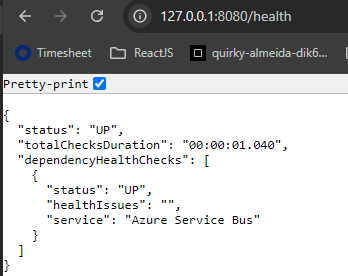 127.0.0.1:8080/health
Timesheet ReactJS quirky-almeida-dik6...
Pretty-print
{
  "status": "UP",
  "totalChecksDuration": "00:00:01.040",
  "dependencyHealthChecks": [
    {
      "status": "UP",
      "healthIssues": "",
      "service": "Azure Service Bus"
    }
  ]
}